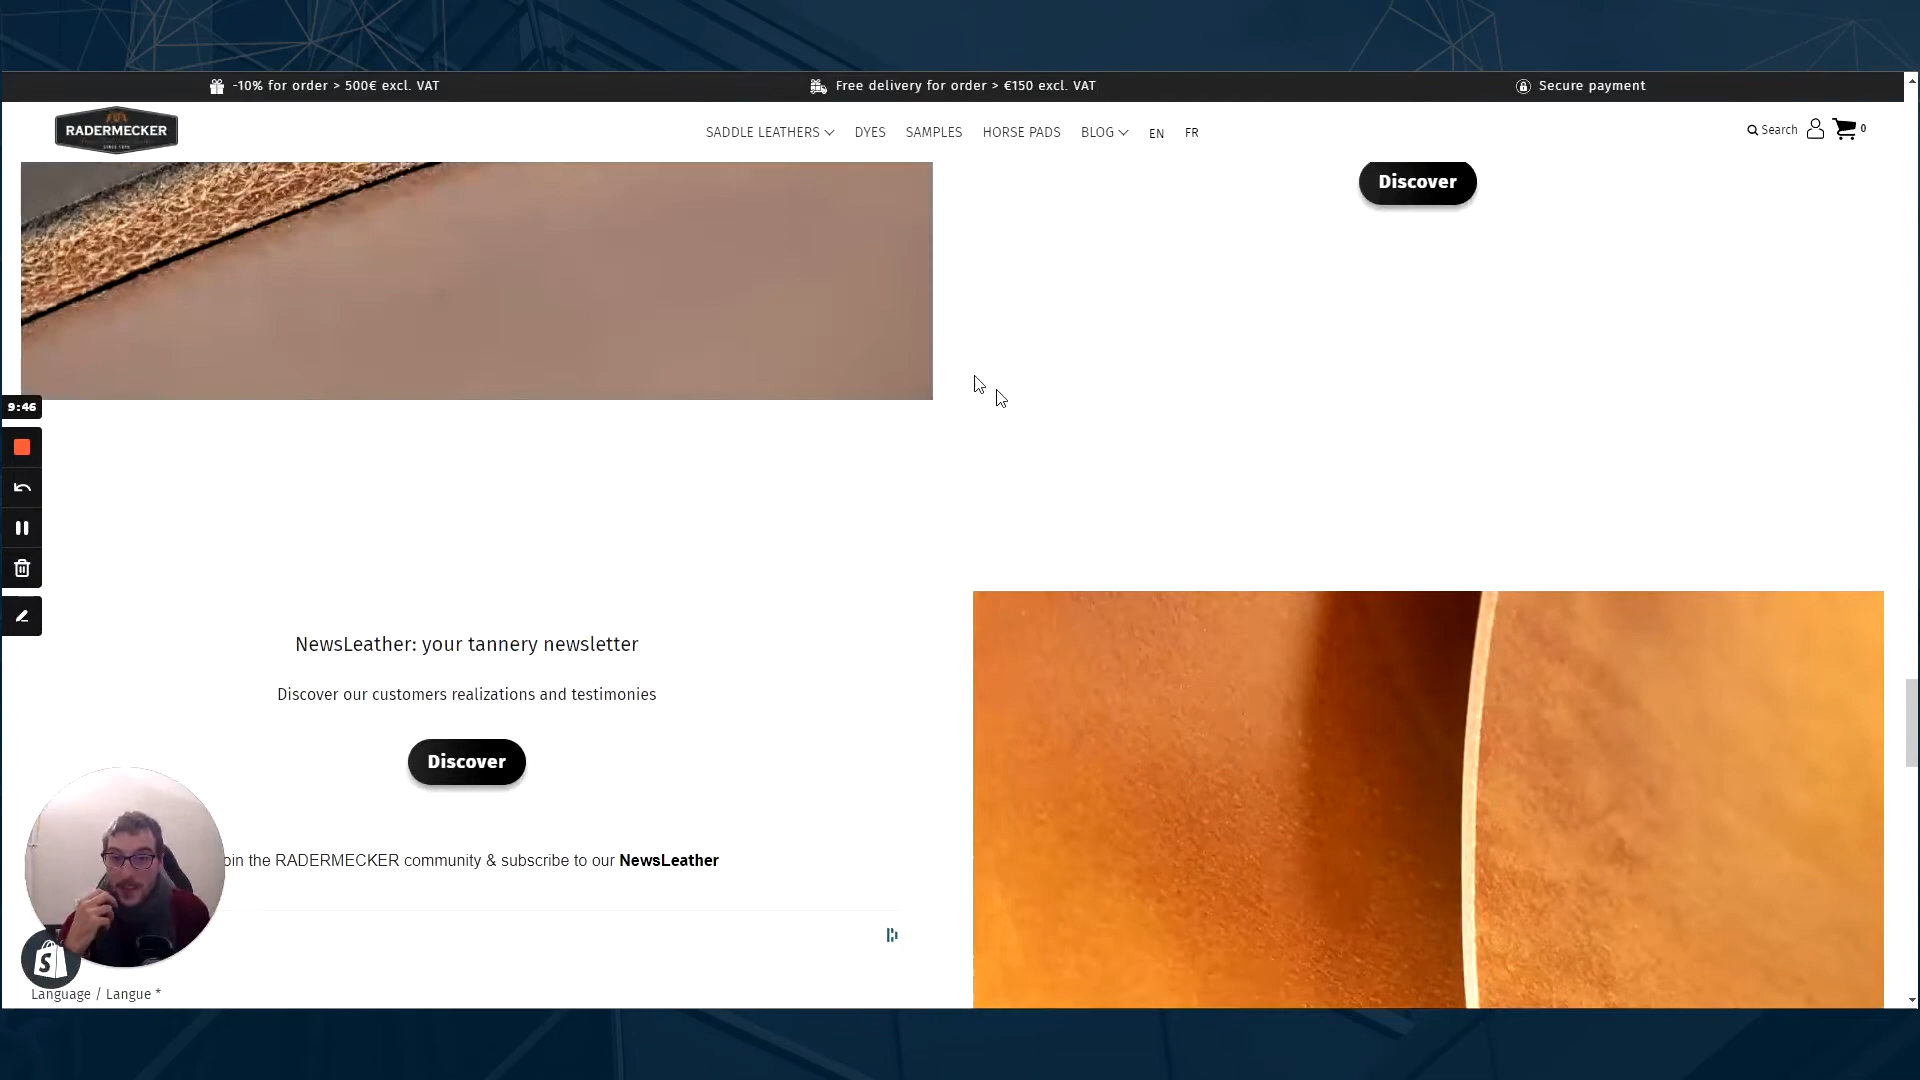 -10% for order > 500€ excl. VAT
Free delivery for order > €150 excl. VAT
Secure payment
RADERMECKER
SADDLE LEATHERS
DYES
SAMPLES
HORSE PADS
BLOG
EN
FR
Search
0
Discover
9:46
NewsLeather: your tannery newsletter
Discover our customers realizations and testimonies
Discover
oin the RADERMECKER community & subscribe to our NewsLeather
Language / Langue *